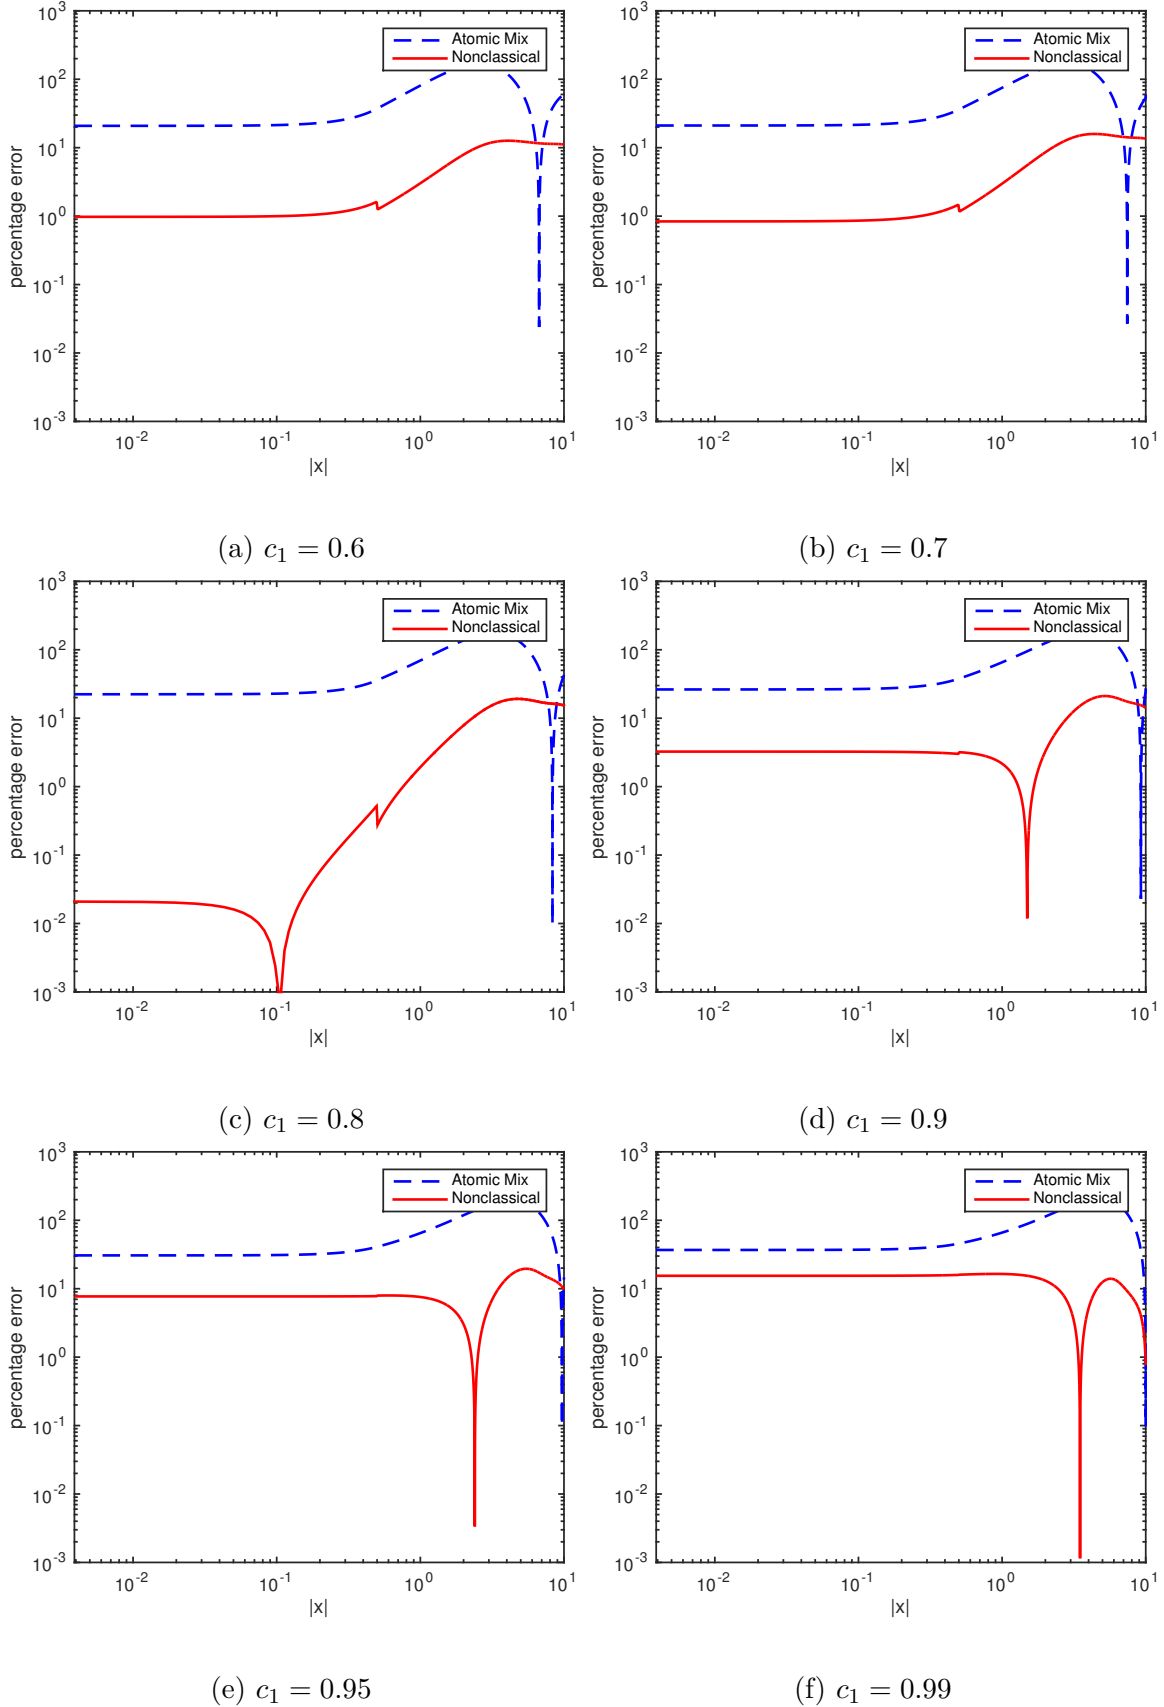 10^3
10^2
10^1
10^0
10^-1
10^-2
10^-3
percentage error
Atomic Mix
Nonclassical
10^-2 10^-1 10^0 10^1
|x|
(a) c₁ = 0.6
10^3
10^2
10^1
10^0
10^-1
10^-2
10^-3
percentage error
Atomic Mix
Nonclassical
10^-2 10^-1 10^0 10^1
|x|
(b) c₁ = 0.7
10^3
10^2
10^1
10^0
10^-1
10^-2
10^-3
percentage error
Atomic Mix
Nonclassical
10^-2 10^-1 10^0 10^1
|x|
(c) c₁ = 0.8
10^3
10^2
10^1
10^0
10^-1
10^-2
10^-3
percentage error
Atomic Mix
Nonclassical
10^-2 10^-1 10^0 10^1
|x|
(d) c₁ = 0.9
10^3
10^2
10^1
10^0
10^-1
10^-2
10^-3
percentage error
Atomic Mix
Nonclassical
10^-2 10^-1 10^0 10^1
|x|
(e) c₁ = 0.95
10^3
10^2
10^1
10^0
10^-1
10^-2
10^-3
percentage error
Atomic Mix
Nonclassical
10^-2 10^-1 10^0 10^1
|x|
(f) c₁ = 0.99